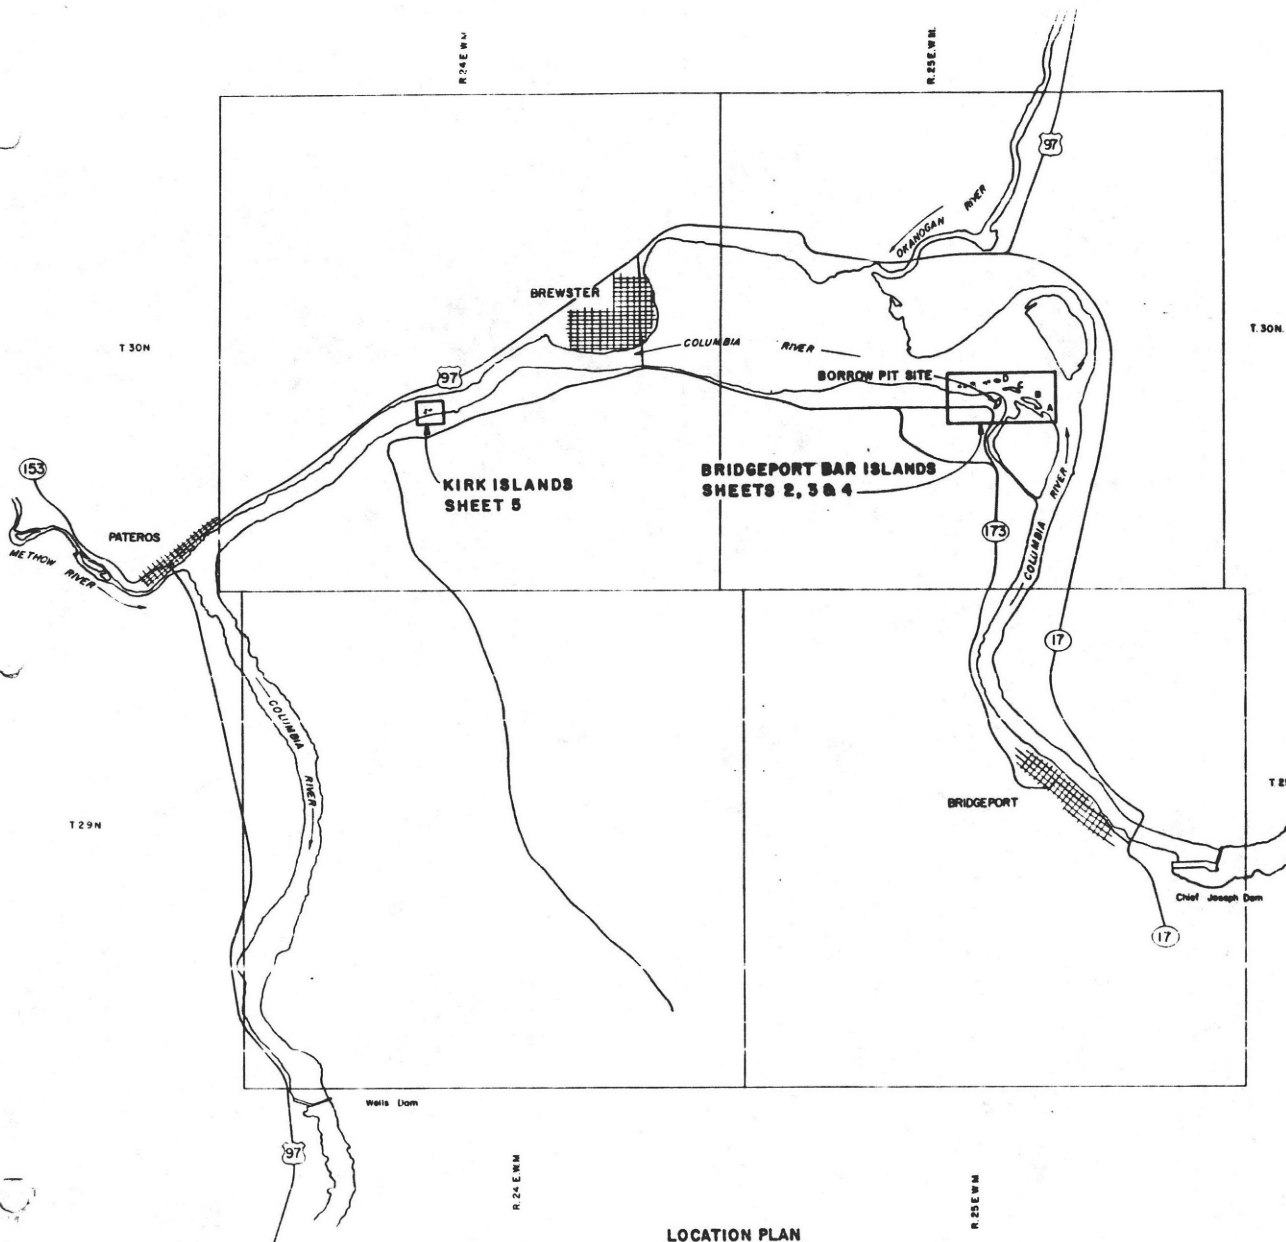 R.24 E.W.M.
R.25 E.W.M.
97
OKANOGAN RIVER
BREWSTER
T 30N
T. 30N.
COLUMBIA RIVER
97
BORROW PIT SITE
D
C
B
A
KIRK ISLANDS
SHEET 5
BRIDGEPORT BAR ISLANDS
SHEETS 2, 3 & 4
153
PATEROS
METHOW RIVER
173
COLUMBIA RIVER
17
COLUMBIA RIVER
BRIDGEPORT
T 29N
Chief Joseph Dam
17
Wells Dam
97
R. 24 E.W.M
R.25 E.W.M
LOCATION PLAN